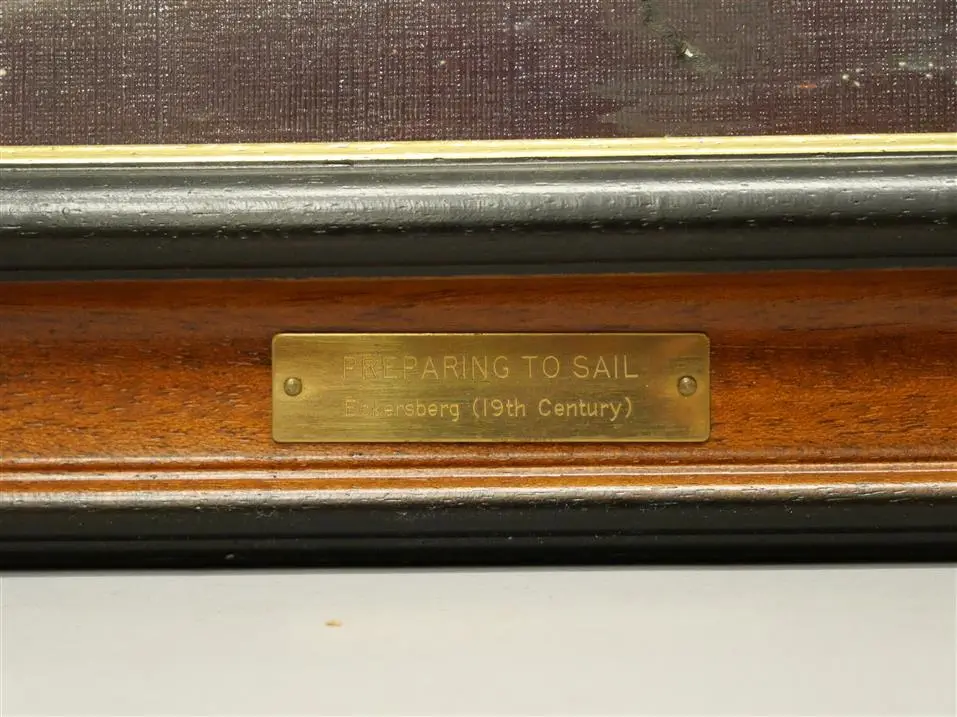 PREPARING TO SAIL
Eckersberg (19th Century)